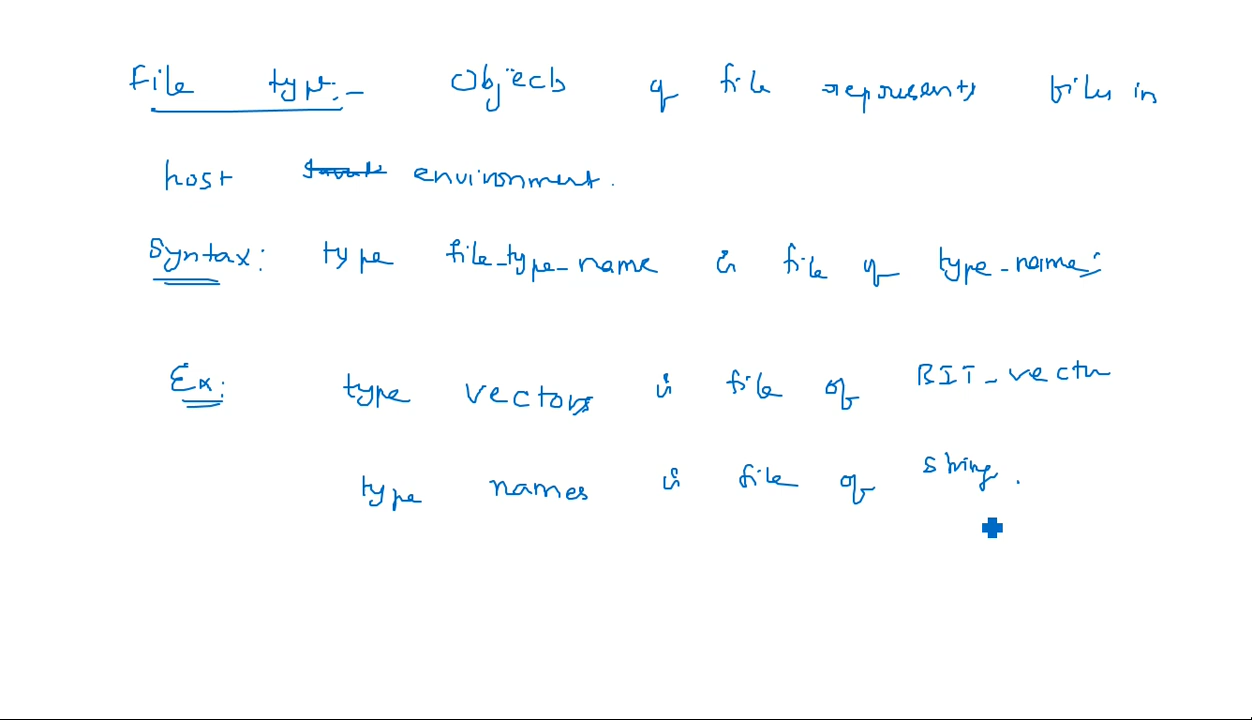 File type:- Objects of file represents files in
host environment.
Syntax: type file_type_name is file of type_name;
Ex: type vectors is file of BIT_vector
type names is file of string.